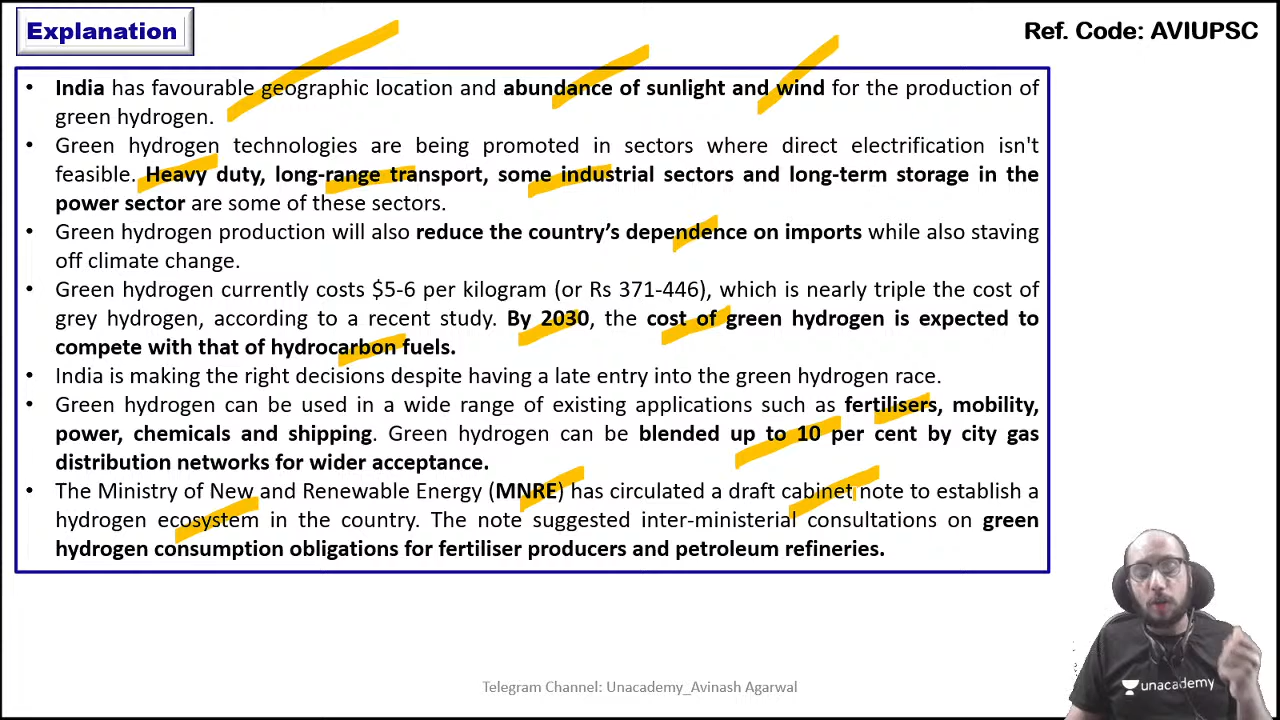 Explanation
Ref. Code: AVIUPSC
• India has favourable geographic location and abundance of sunlight and wind for the production of
green hydrogen.
• Green hydrogen technologies are being promoted in sectors where direct electrification isn't
feasible. Heavy duty, long-range transport, some industrial sectors and long-term storage in the
power sector are some of these sectors.
• Green hydrogen production will also reduce the country's dependence on imports while also staving
off climate change.
• Green hydrogen currently costs $5-6 per kilogram (or Rs 371-446), which is nearly triple the cost of
grey hydrogen, according to a recent study. By 2030, the cost of green hydrogen is expected to
compete with that of hydrocarbon fuels.
• India is making the right decisions despite having a late entry into the green hydrogen race.
• Green hydrogen can be used in a wide range of existing applications such as fertilisers, mobility,
power, chemicals and shipping. Green hydrogen can be blended up to 10 per cent by city gas
distribution networks for wider acceptance.
• The Ministry of New and Renewable Energy (MNRE) has circulated a draft cabinet note to establish a
hydrogen ecosystem in the country. The note suggested inter-ministerial consultations on green
hydrogen consumption obligations for fertiliser producers and petroleum refineries.
unacademy
Telegram Channel: Unacademy_Avinash Agarwal